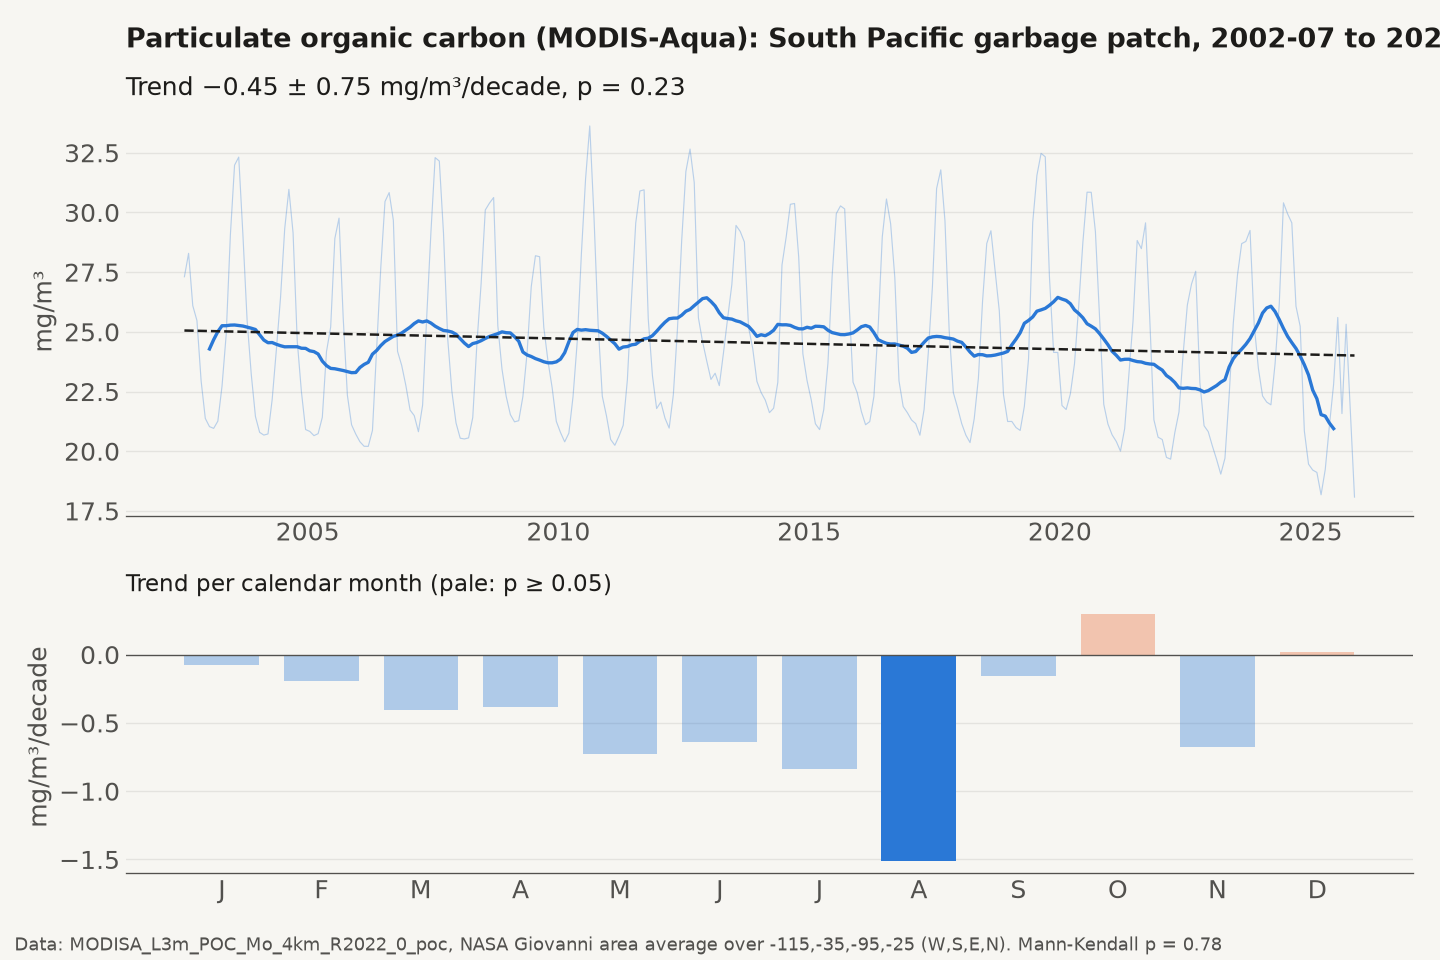 Particulate organic carbon (MODIS-Aqua): South Pacific garbage patch, 2002-07 to 202
Trend −0.45 ± 0.75 mg/m³/decade, p = 0.23
mg/m³
32.5
30.0
27.5
25.0
22.5
20.0
17.5
2005 2010 2015 2020 2025
Trend per calendar month (pale: p ≥ 0.05)
mg/m³/decade
0.0
−0.5
−1.0
−1.5
J F M A M J J A S O N D
Data: MODISA_L3m_POC_Mo_4km_R2022_0_poc, NASA Giovanni area average over -115,-35,-95,-25 (W,S,E,N). Mann-Kendall p = 0.78